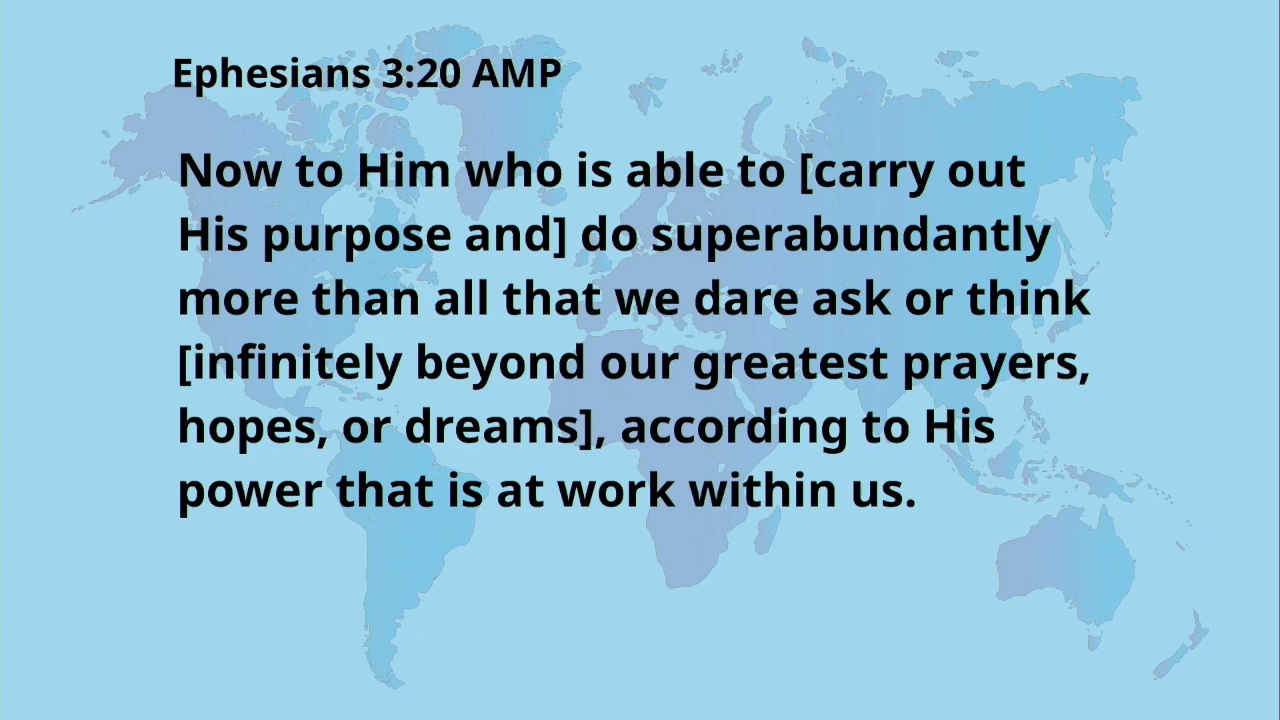 Ephesians 3:20 AMP
Now to Him who is able to [carry out
His purpose and] do superabundantly
more than all that we dare ask or think
[infinitely beyond our greatest prayers,
hopes, or dreams], according to His
power that is at work within us.